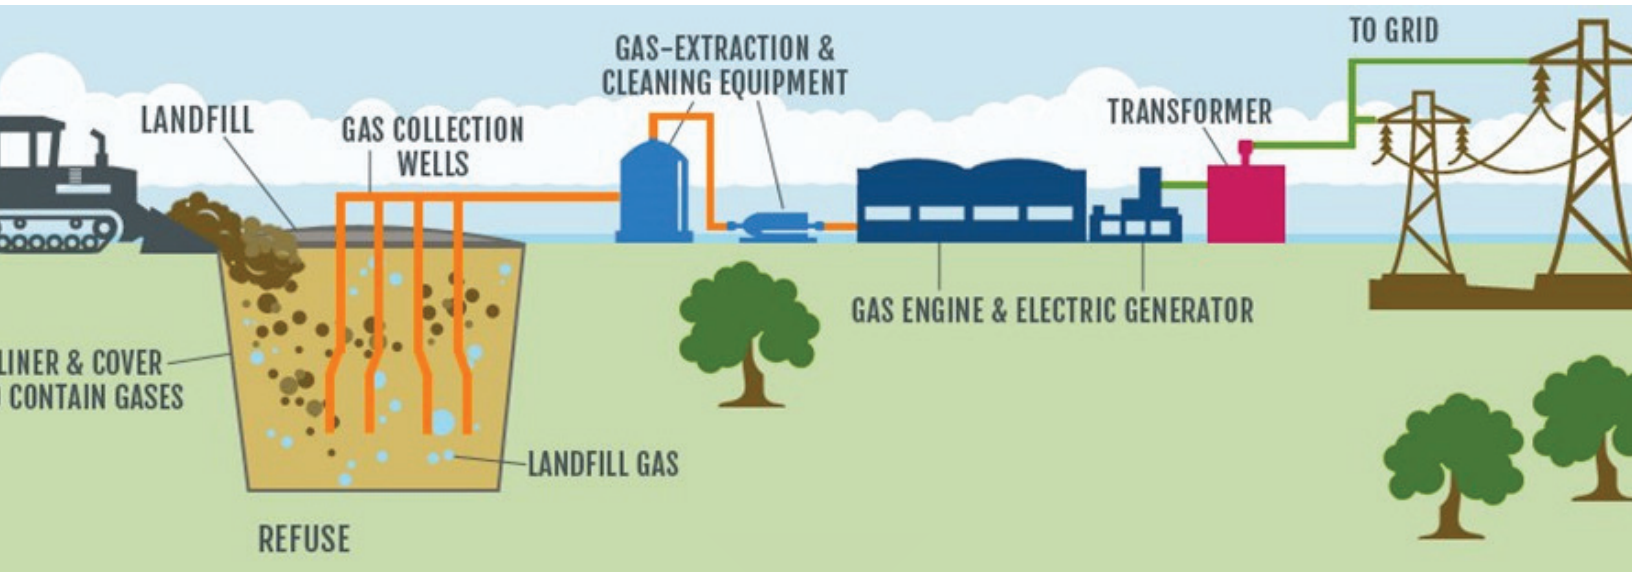 TO GRID
GAS-EXTRACTION &
CLEANING EQUIPMENT
LANDFILL
GAS COLLECTION
WELLS
TRANSFORMER
GAS ENGINE & ELECTRIC GENERATOR
LINER & COVER
CONTAIN GASES
LANDFILL GAS
REFUSE